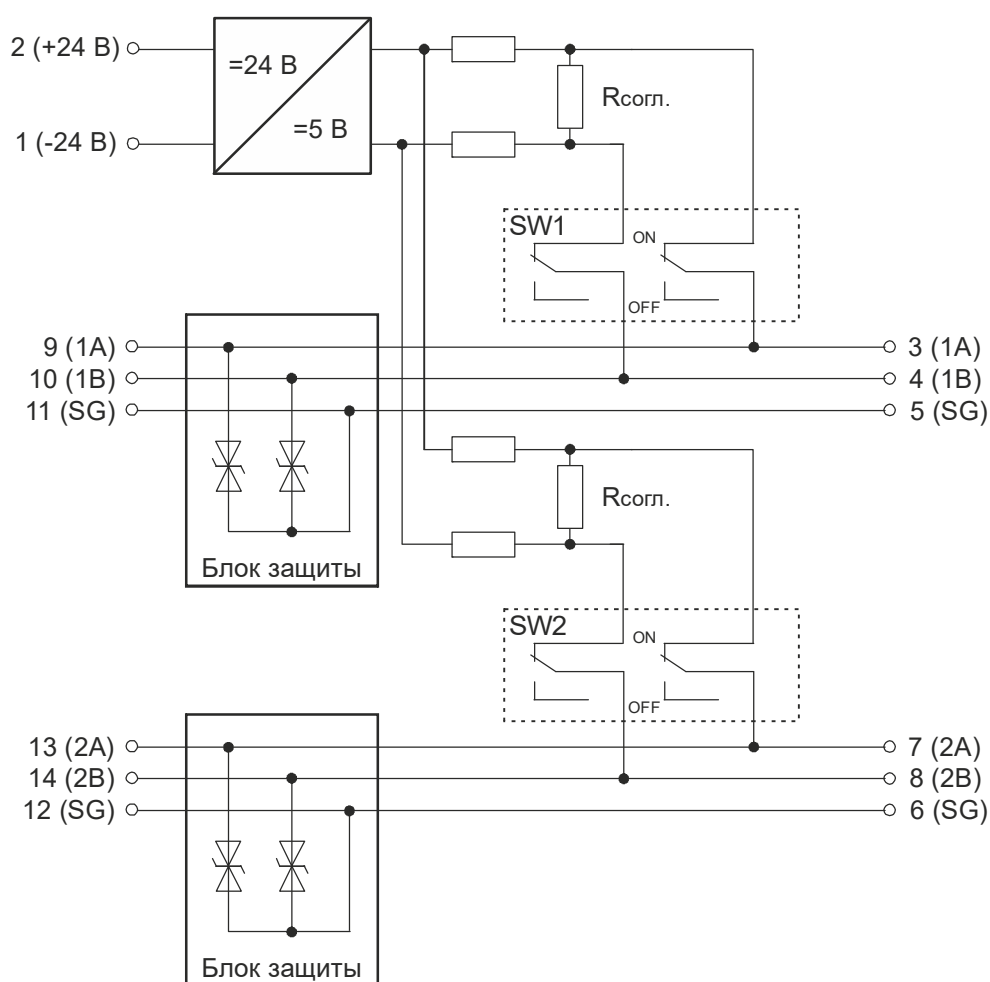 2 (+24 В)
=24 В
Rсогл.
=5 В
1 (-24 В)
SW1
ON
OFF
9 (1A)
3 (1A)
10 (1B)
4 (1B)
11 (SG)
5 (SG)
Rсогл.
Блок защиты
SW2
ON
OFF
13 (2A)
7 (2A)
14 (2B)
8 (2B)
12 (SG)
6 (SG)
Блок защиты